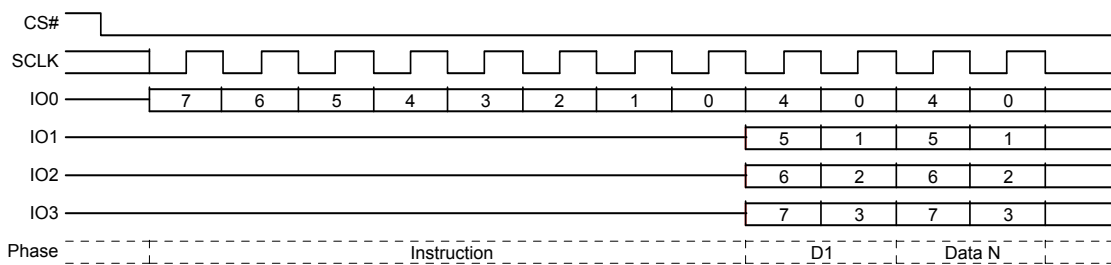 CS#
SCLK
IO0 7 6 5 4 3 2 1 0 4 0 4 0
IO1 5 1 5 1
IO2 6 2 6 2
IO3 7 3 7 3
Phase Instruction D1 Data N